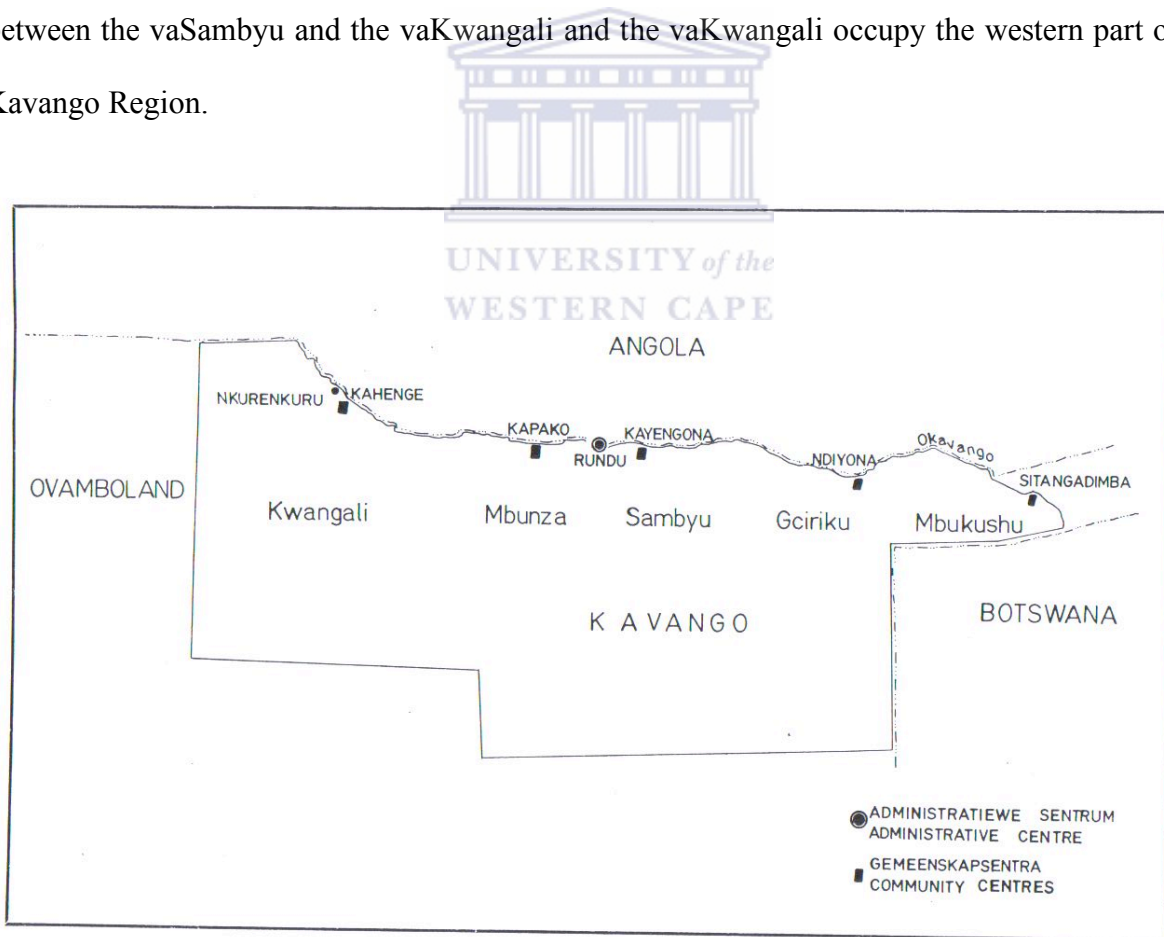 etween the vaSambyu and the vaKwangali and the vaKwangali occupy the western part o
Kavango Region.
UNIVERSITY of the
WESTERN CAPE
ANGOLA
NKURENKURU
KAHENGE
KAPAKO
RUNDU
KAYENGONA
NDIYONA
Okavango
SITANGADIMBA
OVAMBOLAND
Kwangali
Mbunza
Sambyu
Gciriku
Mbukushu
KAVANGO
BOTSWANA
ADMINISTRATIEWE SENTRUM
ADMINISTRATIVE CENTRE
GEMEENSKAPSENTRA
COMMUNITY CENTRES